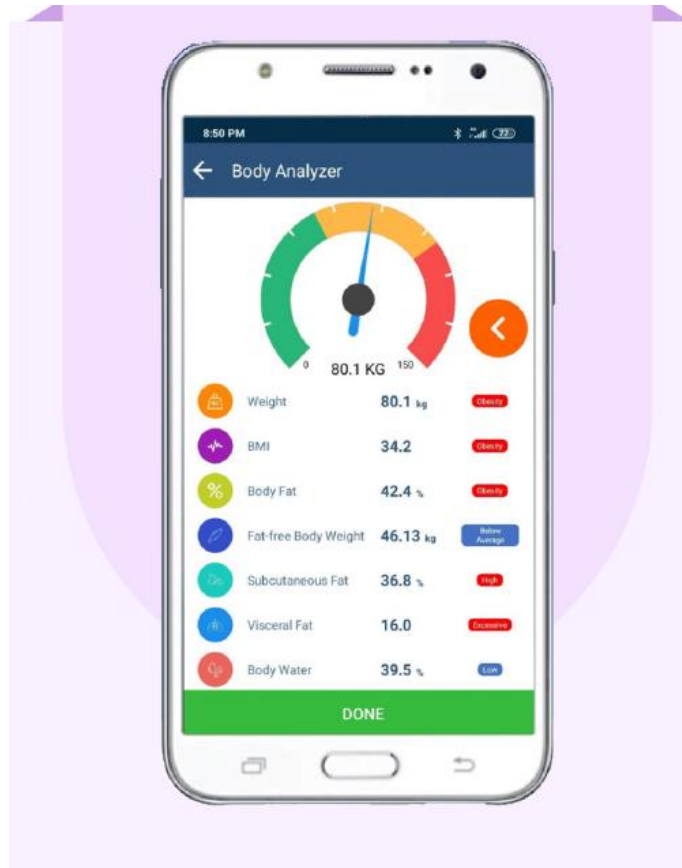 8:50 PM
22
Body Analyzer
0
80.1 KG
150
Weight 80.1 kg Obesity
BMI 34.2 Obesity
Body Fat 42.4 % Obesity
Fat-free Body Weight 46.13 kg Below Average
Subcutaneous Fat 36.8 % High
Visceral Fat 16.0 Excessive
Body Water 39.5 % Low
DONE